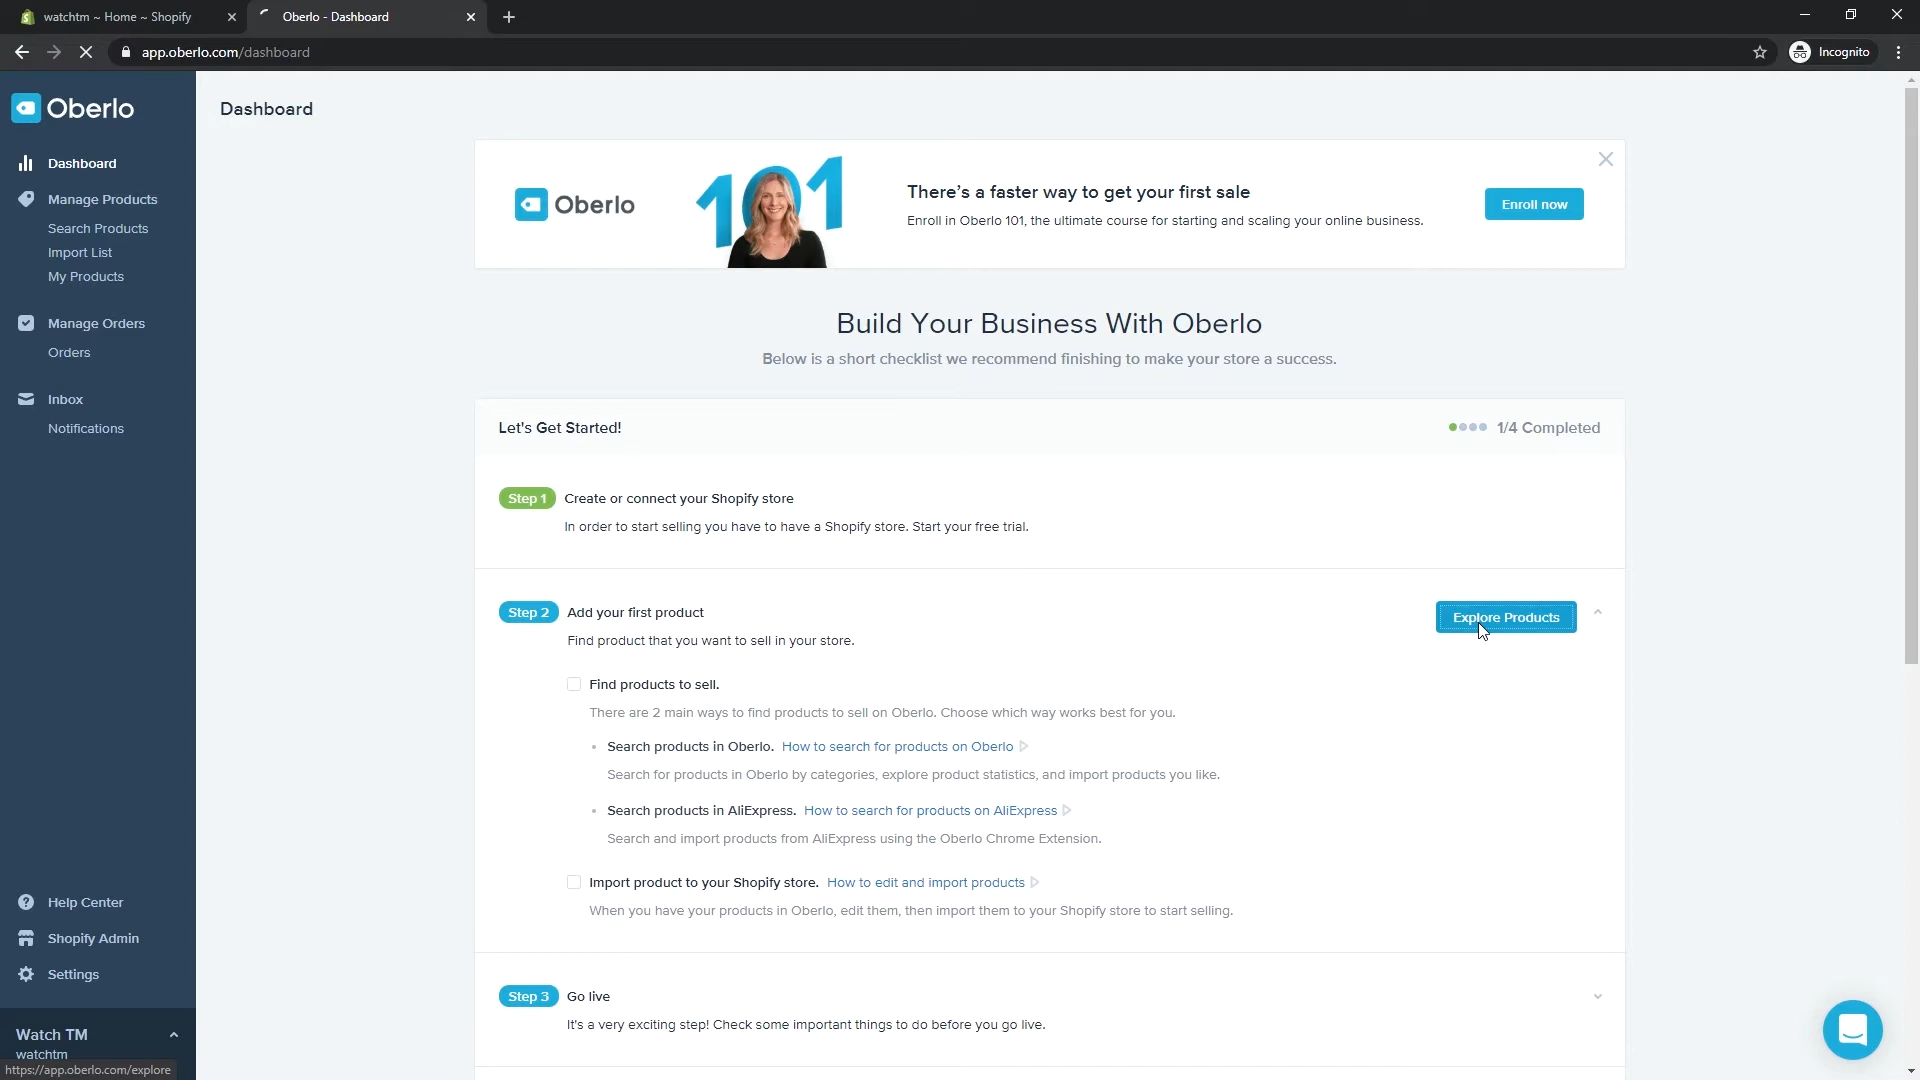 watchtm ~ Home ~ Shopify
Oberlo - Dashboard
app.oberlo.com/dashboard
Incognito
Oberlo
Dashboard
Manage Products
Search Products
Import List
My Products
Manage Orders
Orders
Inbox
Notifications
Help Center
Shopify Admin
Settings
Watch TM
watchtm
https://app.oberlo.com/explore
Dashboard
Oberlo
101
There's a faster way to get your first sale
Enroll in Oberlo 101, the ultimate course for starting and scaling your online business.
Enroll now
Build Your Business With Oberlo
Below is a short checklist we recommend finishing to make your store a success.
Let's Get Started!
1/4 Completed
Step 1 Create or connect your Shopify store
In order to start selling you have to have a Shopify store. Start your free trial.
Step 2 Add your first product
Explore Products
Find product that you want to sell in your store.
Find products to sell.
There are 2 main ways to find products to sell on Oberlo. Choose which way works best for you.
Search products in Oberlo. How to search for products on Oberlo
Search for products in Oberlo by categories, explore product statistics, and import products you like.
Search products in AliExpress. How to search for products on AliExpress
Search and import products from AliExpress using the Oberlo Chrome Extension.
Import product to your Shopify store. How to edit and import products
When you have your products in Oberlo, edit them, then import them to your Shopify store to start selling.
Step 3 Go live
It's a very exciting step! Check some important things to do before you go live.